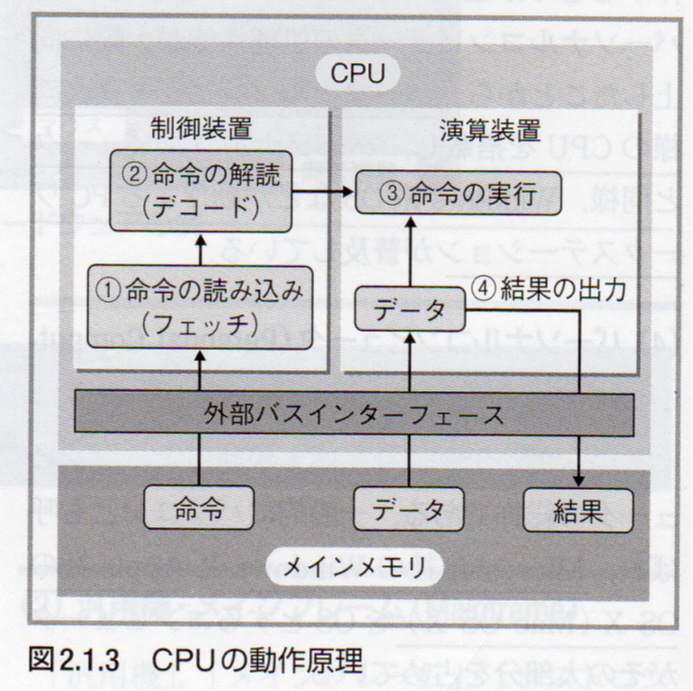 CPU
制御装置
演算装置
②命令の解読
(デコード)
③命令の実行
①命令の読み込み
(フェッチ)
データ
④結果の出力
外部バスインターフェース
命令
データ
結果
メインメモリ
図2.1.3 CPUの動作原理